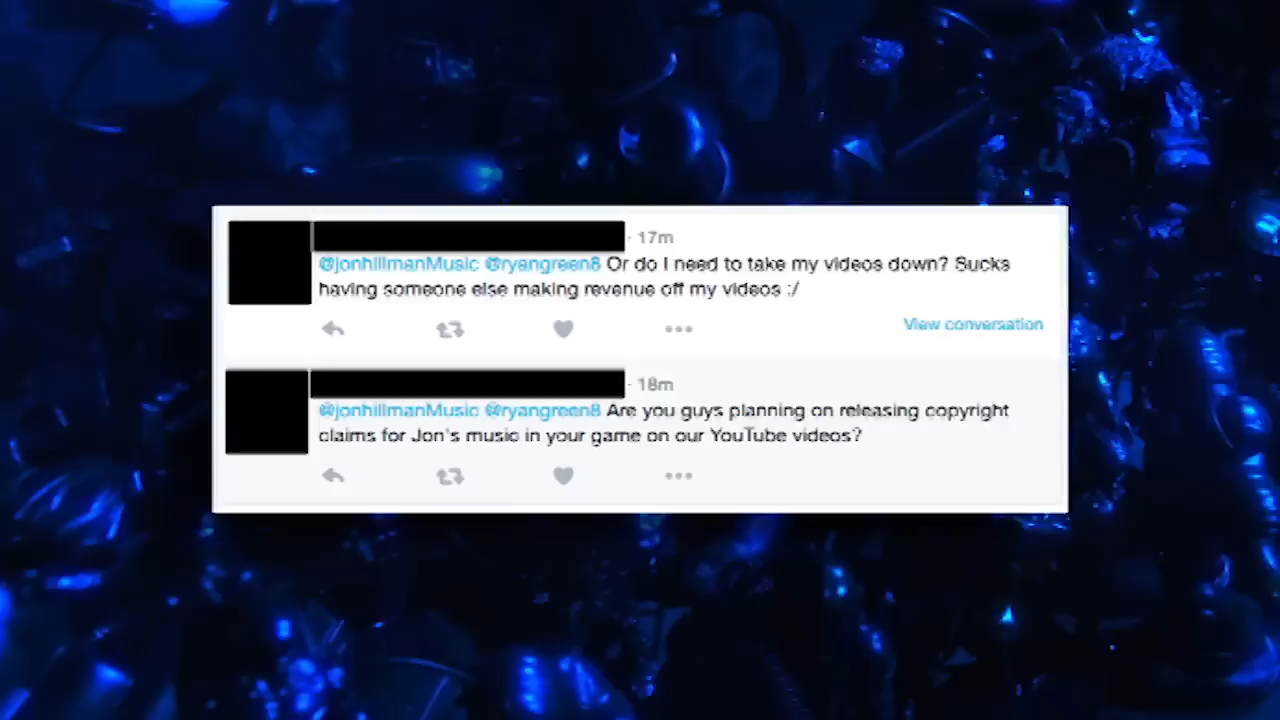 · 17m
@jonhillmanMusic @ryangreen8 Or do I need to take my videos down? Sucks
having someone else making revenue off my videos :/
View conversation
· 18m
@jonhillmanMusic @ryangreen8 Are you guys planning on releasing copyright
claims for Jon's music in your game on our YouTube videos?